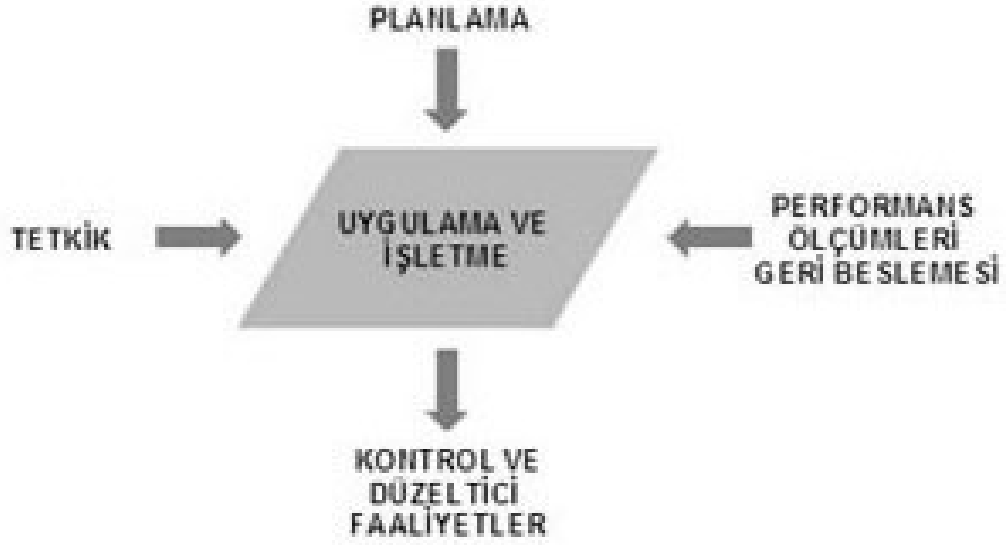 PLANLAMA
TETKİK
UYGULAMA VE
İŞLETME
PERFORMANS
ÖLÇÜMLERİ
GERİ BESLEMESİ
KONTROL VE
DÜZELTİCİ
FAALİYETLER